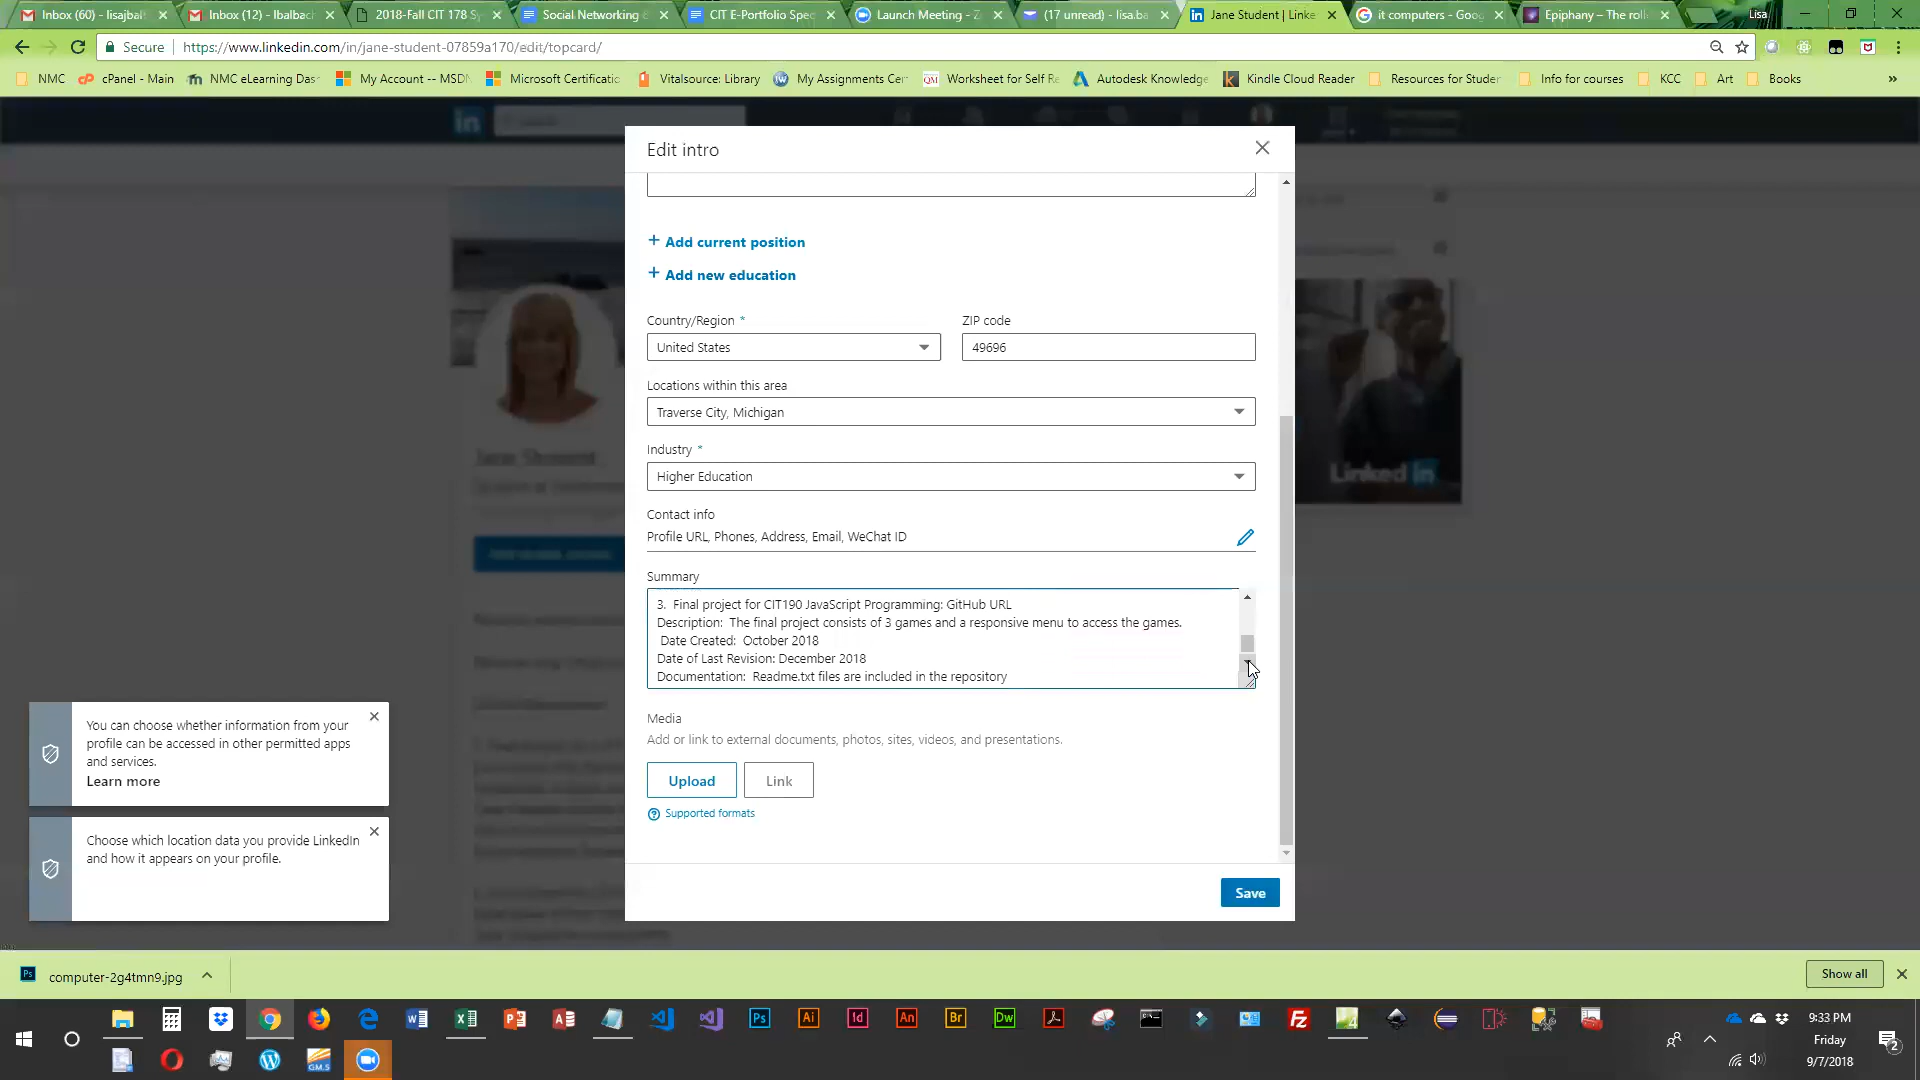 Inbox (60) - lisajbalb
Inbox (12) - lbalbach
2018-Fall CIT 178 Sy
Social Networking &
CIT E-Portfolio Spec
Launch Meeting - Z
(17 unread) - lisa.ba
Jane Student | Linke
it computers - Goog
Epiphany – The roll
Lisa
Secure
https://www.linkedin.com/in/jane-student-07859a170/edit/topcard/
NMC
cPanel - Main
NMC eLearning Das
My Account -- MSDN
Microsoft Certificatio
Vitalsource: Library
My Assignments Cer
Worksheet for Self Re
Autodesk Knowledge
Kindle Cloud Reader
Resources for Studen
Info for courses
KCC
Art
Books
»
Edit intro
+ Add current position
+ Add new education
Country/Region *
ZIP code
United States
49696
Locations within this area
Traverse City, Michigan
Industry *
Higher Education
Contact info
Profile URL, Phones, Address, Email, WeChat ID
Summary
3. Final project for CIT190 JavaScript Programming: GitHub URL
Description: The final project consists of 3 games and a responsive menu to access the games.
Date Created: October 2018
Date of Last Revision: December 2018
Documentation: Readme.txt files are included in the repository
Media
Add or link to external documents, photos, sites, videos, and presentations.
Upload
Link
Supported formats
Save
Linked in
Jane Student
You can choose whether information from your
profile can be accessed in other permitted apps
and services.
Learn more
Choose which location data you provide LinkedIn
and how it appears on your profile.
computer-2g4tmn9.jpg
Show all
9:33 PM
Friday
9/7/2018